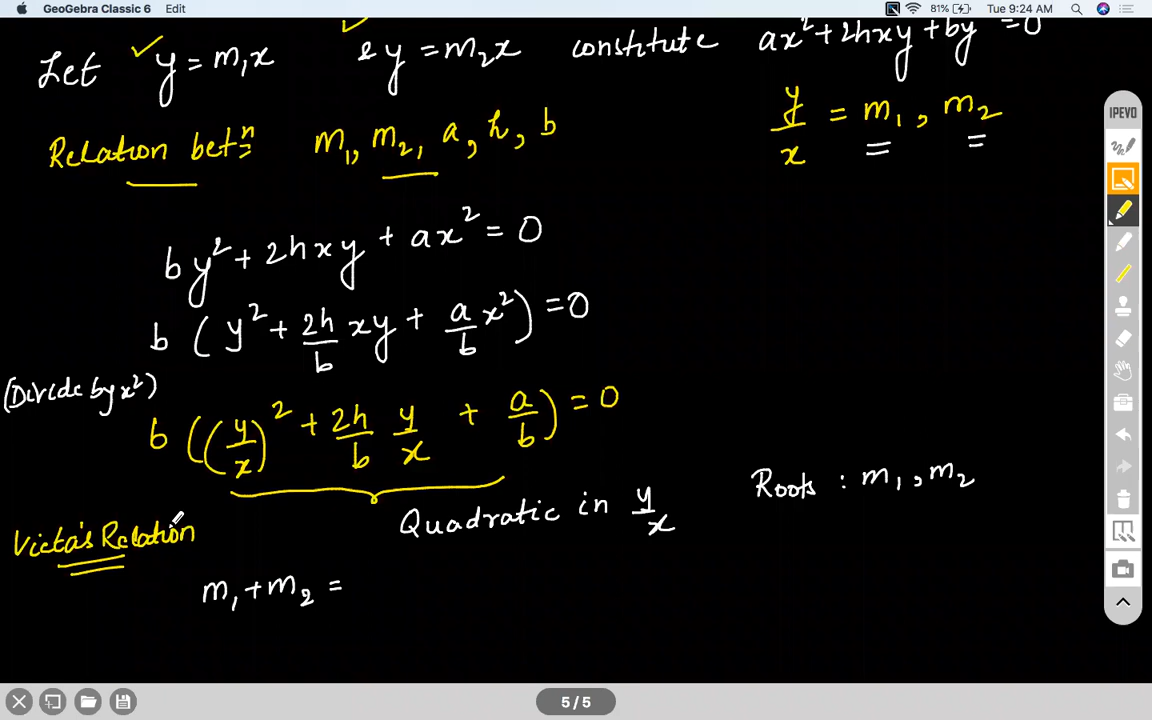 GeoGebra Classic 6 Edit 81% Tue 9:24 AM
Let y = m₁x & y = m₂x constitute ax² + 2hxy + by = 0
y/x = m₁, m₂
Relation betⁿ m₁, m₂, a, h, b
by² + 2hxy + ax² = 0
b (y² + 2h/b xy + a/b x²) = 0
(Divide by x²)
b ((y/x)² + 2h/b y/x + a/b) = 0
Quadratic in y/x
Roots : m₁, m₂
Vieta's Relation
m₁ + m₂ =
IPEVO
5 / 5